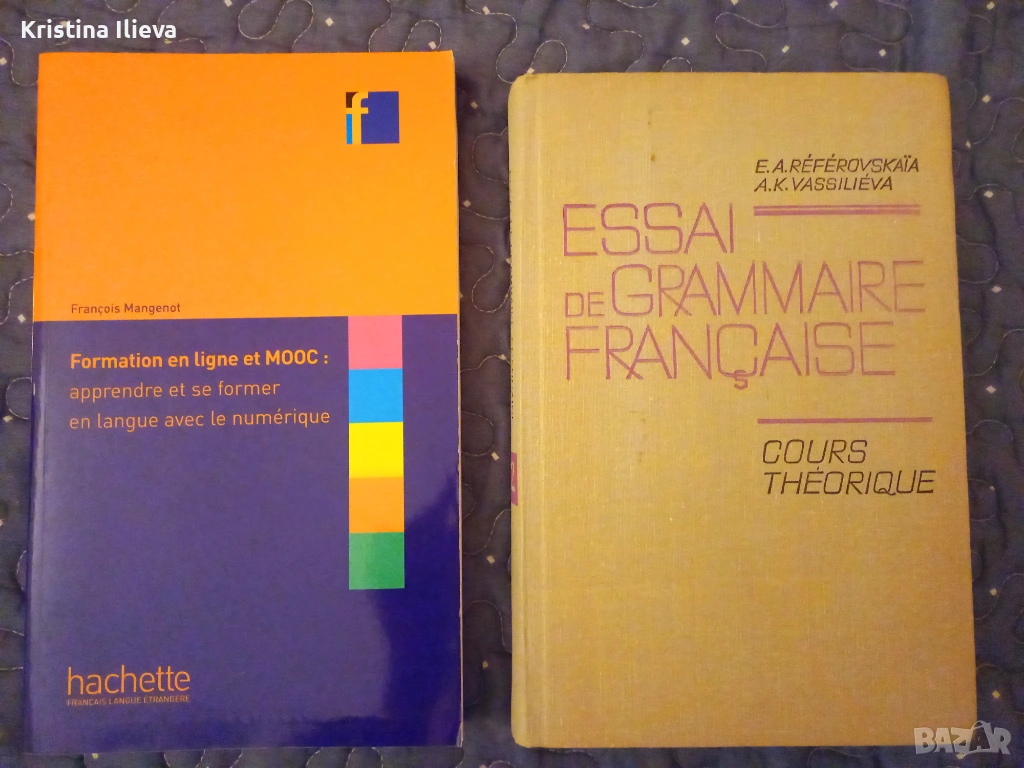 Kristina Ilieva
f
François Mangenot
Formation en ligne et MOOC :
apprendre et se former
en langue avec le numérique
hachette
FRANÇAIS LANGUE ÉTRANGÈRE
E.A.RÉFÉROVSKAÏA
A.K.VASSILIÉVA
ESSAI
DE GRAMMAIRE
FRANÇAISE
COURS
THÉORIQUE
BAZAR